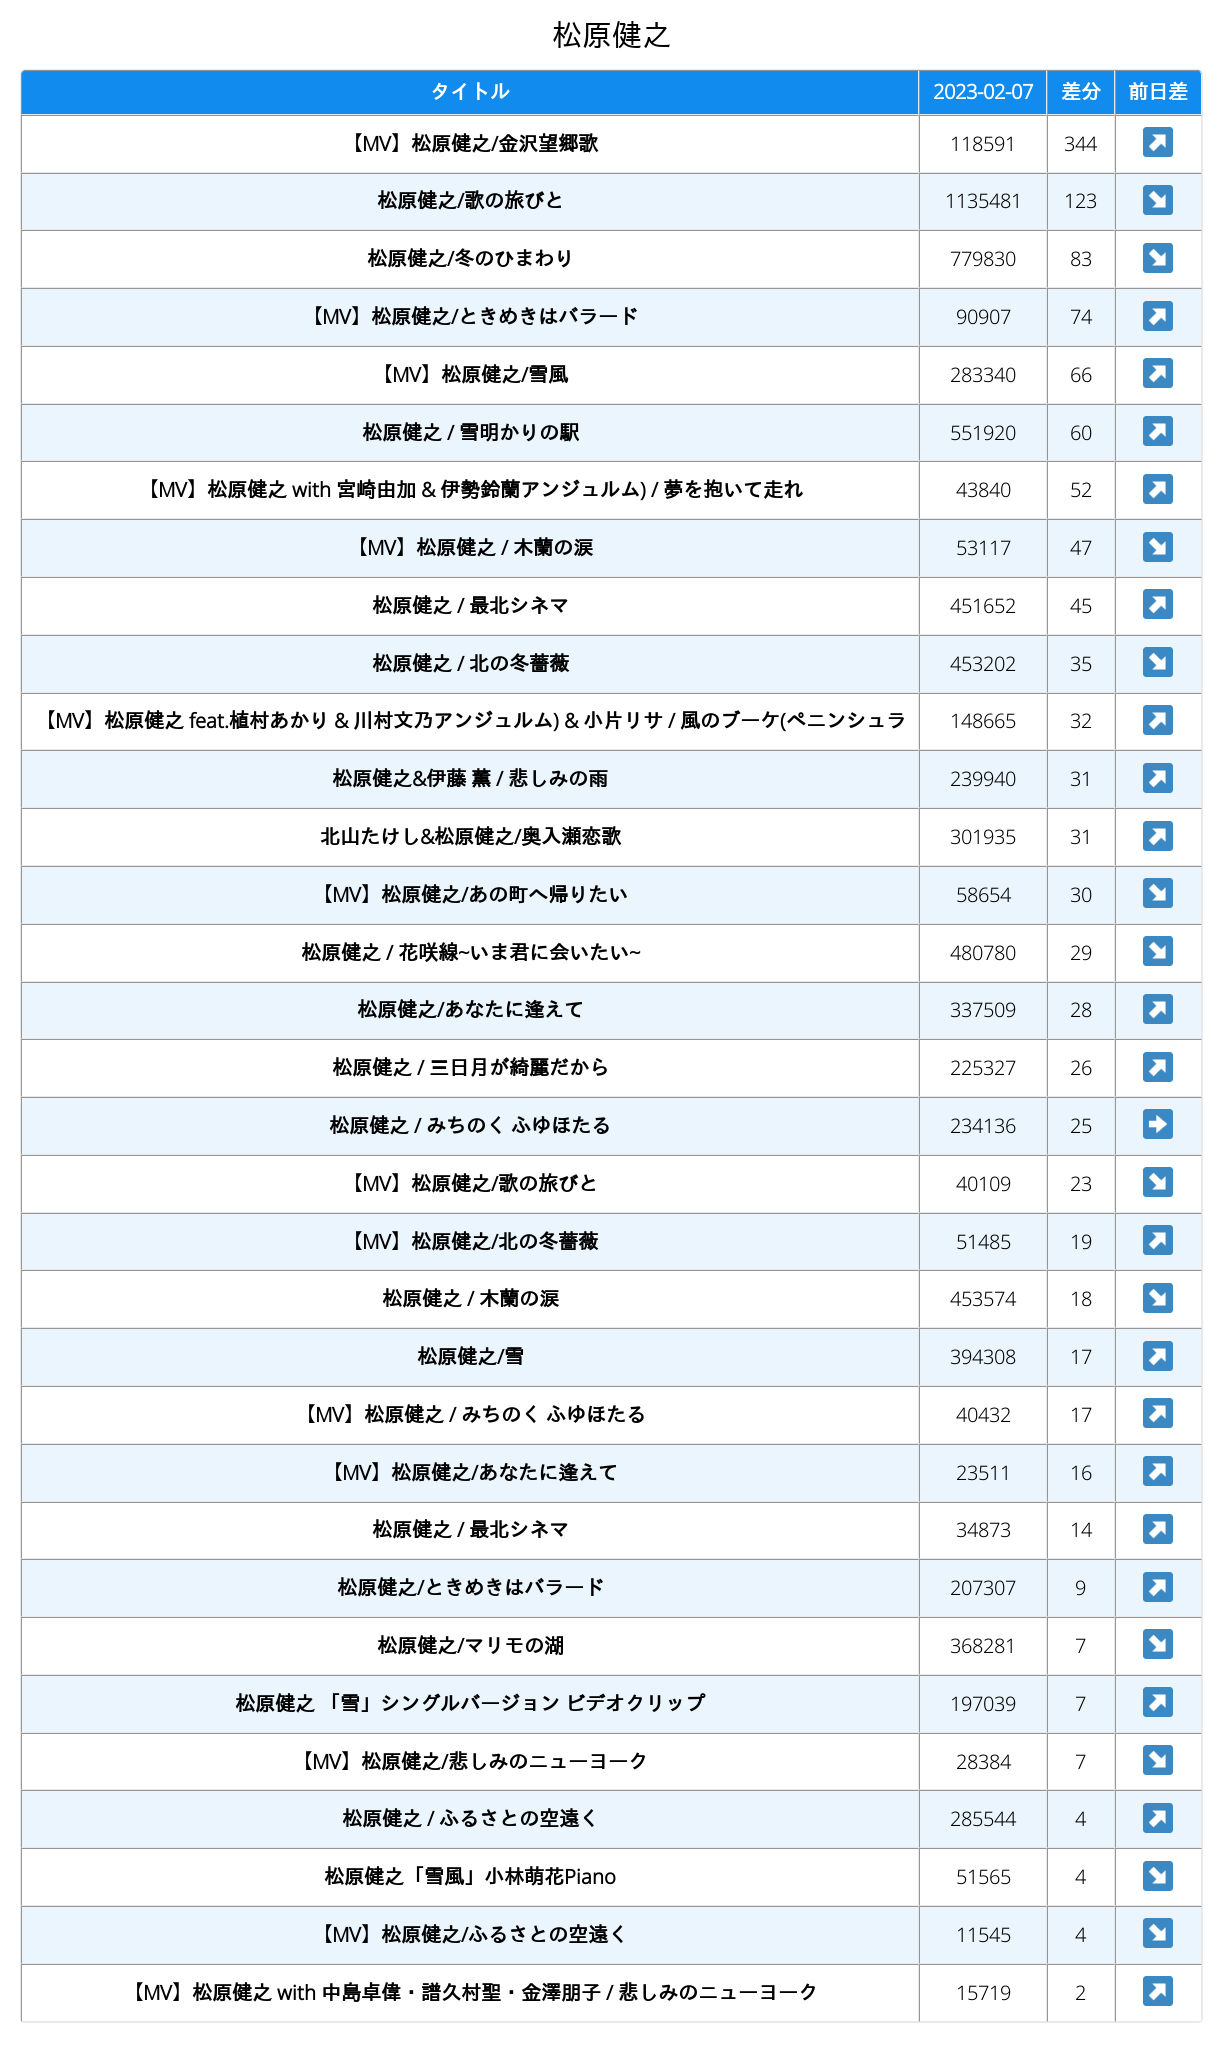 松原健之
タイトル 2023-02-07 差分 前日差
【MV】松原健之/金沢望郷歌 118591 344
松原健之/歌の旅びと 1135481 123
松原健之/冬のひまわり 779830 83
【MV】松原健之/ときめきはバラード 90907 74
【MV】松原健之/雪風 283340 66
松原健之 / 雪明かりの駅 551920 60
【MV】松原健之 with 宮崎由加 & 伊勢鈴蘭アンジュルム) / 夢を抱いて走れ 43840 52
【MV】松原健之 / 木蘭の涙 53117 47
松原健之 / 最北シネマ 451652 45
松原健之 / 北の冬薔薇 453202 35
【MV】松原健之 feat.植村あかり & 川村文乃アンジュルム) & 小片リサ / 風のブーケ(ペニンシュラ 148665 32
松原健之&伊藤 薫 / 悲しみの雨 239940 31
北山たけし&松原健之/奥入瀬恋歌 301935 31
【MV】松原健之/あの町へ帰りたい 58654 30
松原健之 / 花咲線~いま君に会いたい~ 480780 29
松原健之/あなたに逢えて 337509 28
松原健之 / 三日月が綺麗だから 225327 26
松原健之 / みちのく ふゆほたる 234136 25
【MV】松原健之/歌の旅びと 40109 23
【MV】松原健之/北の冬薔薇 51485 19
松原健之 / 木蘭の涙 453574 18
松原健之/雪 394308 17
【MV】松原健之 / みちのく ふゆほたる 40432 17
【MV】松原健之/あなたに逢えて 23511 16
松原健之 / 最北シネマ 34873 14
松原健之/ときめきはバラード 207307 9
松原健之/マリモの湖 368281 7
松原健之 「雪」シングルバージョン ビデオクリップ 197039 7
【MV】松原健之/悲しみのニューヨーク 28384 7
松原健之 / ふるさとの空遠く 285544 4
松原健之「雪風」小林萌花Piano 51565 4
【MV】松原健之/ふるさとの空遠く 11545 4
【MV】松原健之 with 中島卓偉・譜久村聖・金澤朋子 / 悲しみのニューヨーク 15719 2